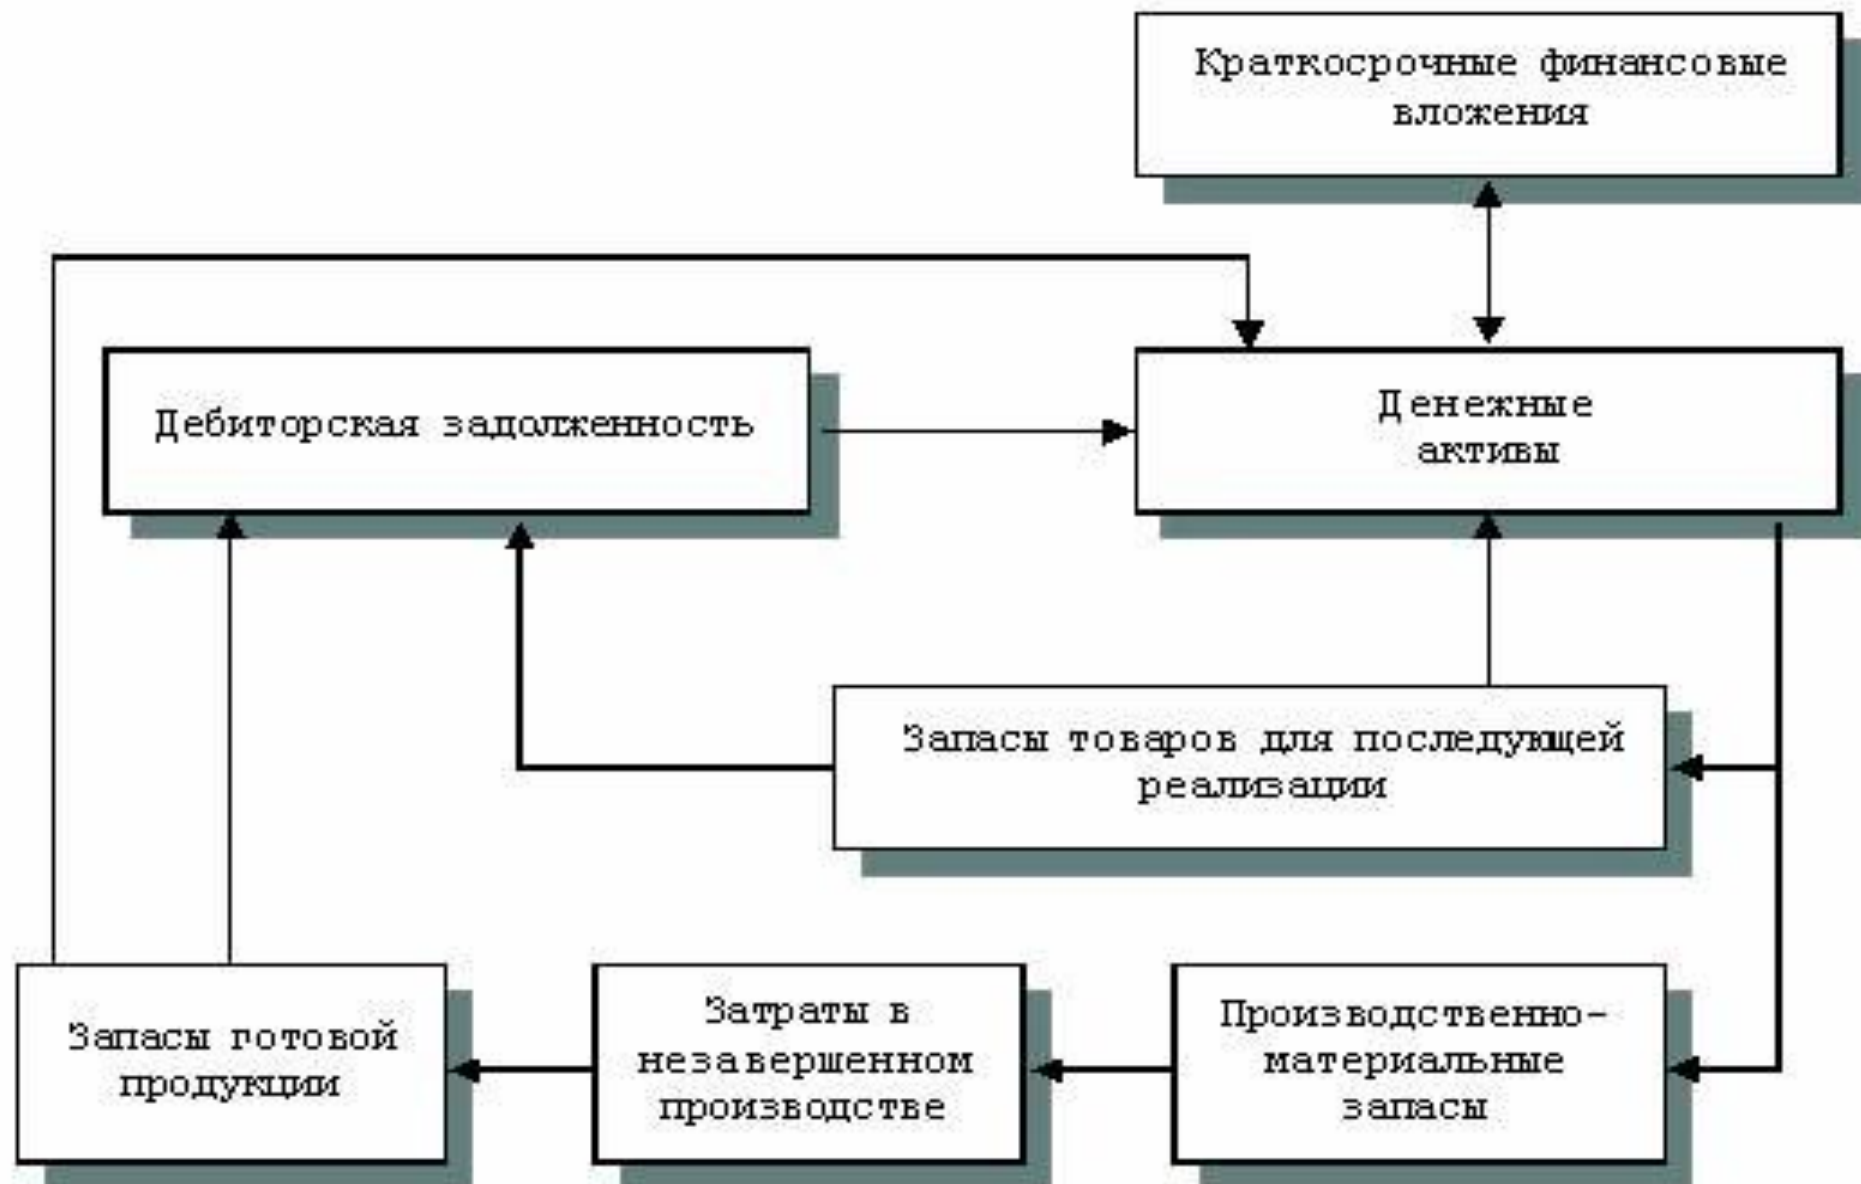 Краткосрочные финансовые
вложения
Дебиторская задолженность
Денежные
активы
Запасы товаров для последующей
реализации
Запасы готовой
продукции
Затраты в
незавершенном
производстве
Производственно-
материальные
запасы